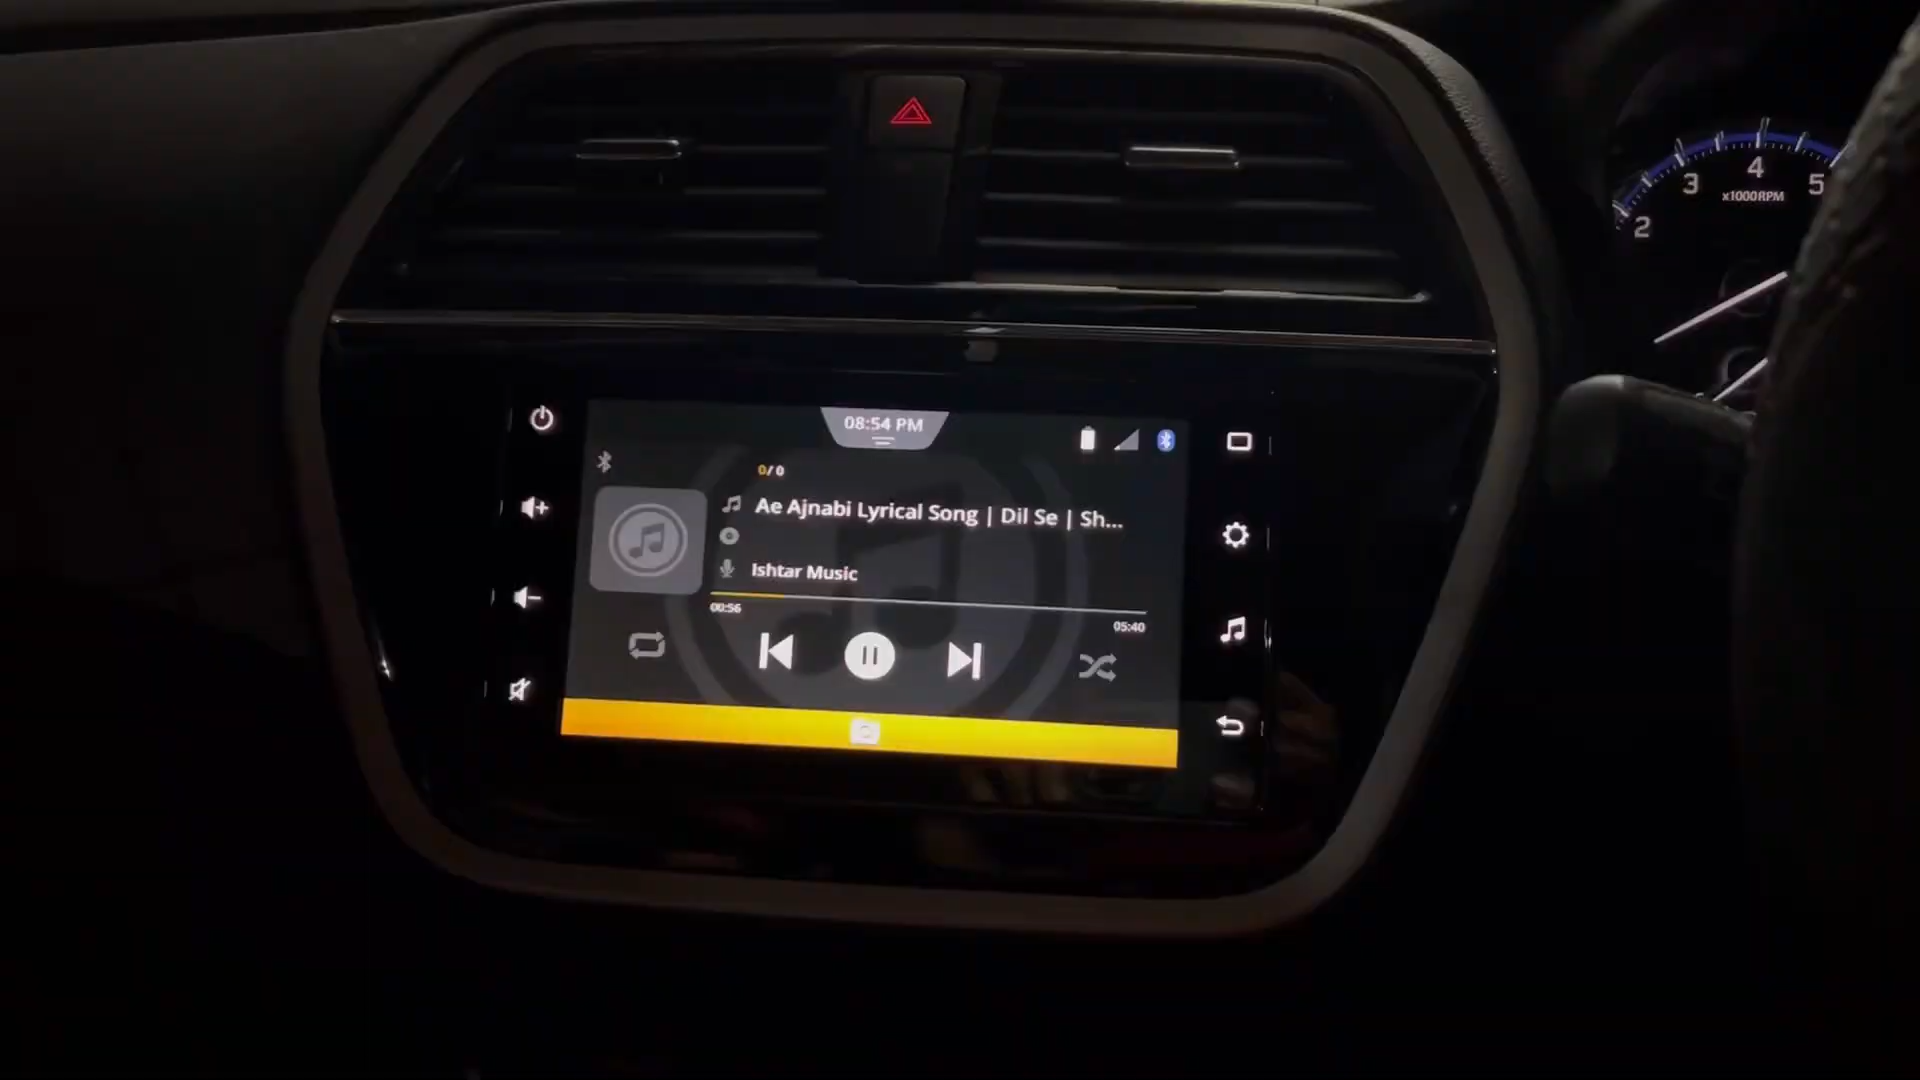 08:54 PM
0/0
Ae Ajnabi Lyrical Song | Dil Se | Sh...
Ishtar Music
00:56
05:40
2
3
4
5
x1000RPM